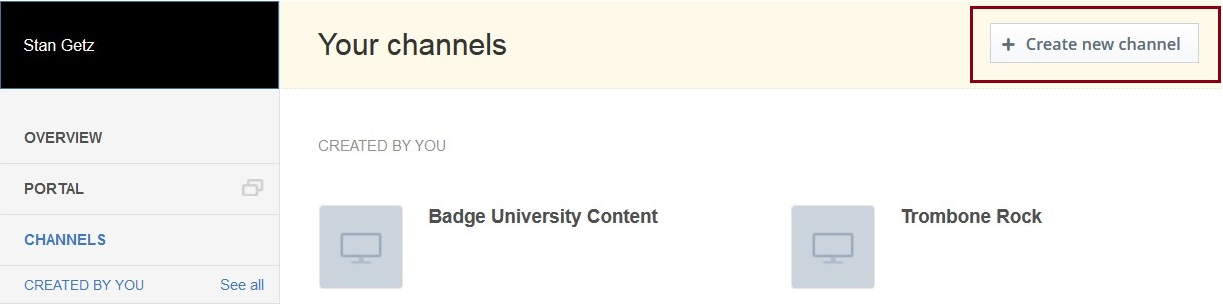 Stan Getz
Your channels
+ Create new channel
OVERVIEW
PORTAL
CHANNELS
CREATED BY YOU See all
CREATED BY YOU
Badge University Content
Trombone Rock